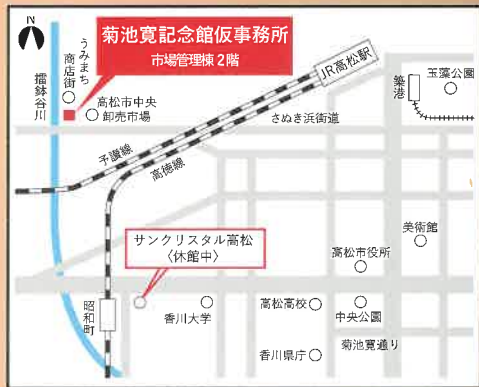 N
菊池寛記念館仮事務所
市場管理棟2階
うみまち
商店街
摺鉢谷川
高松市中央
卸売市場
JR高松駅
築港
玉藻公園
さぬき浜街道
予讃線
高徳線
サンクリスタル高松
〈休館中〉
美術館
高松市役所
昭和町
香川大学
高松高校
中央公園
菊池寛通り
香川県庁